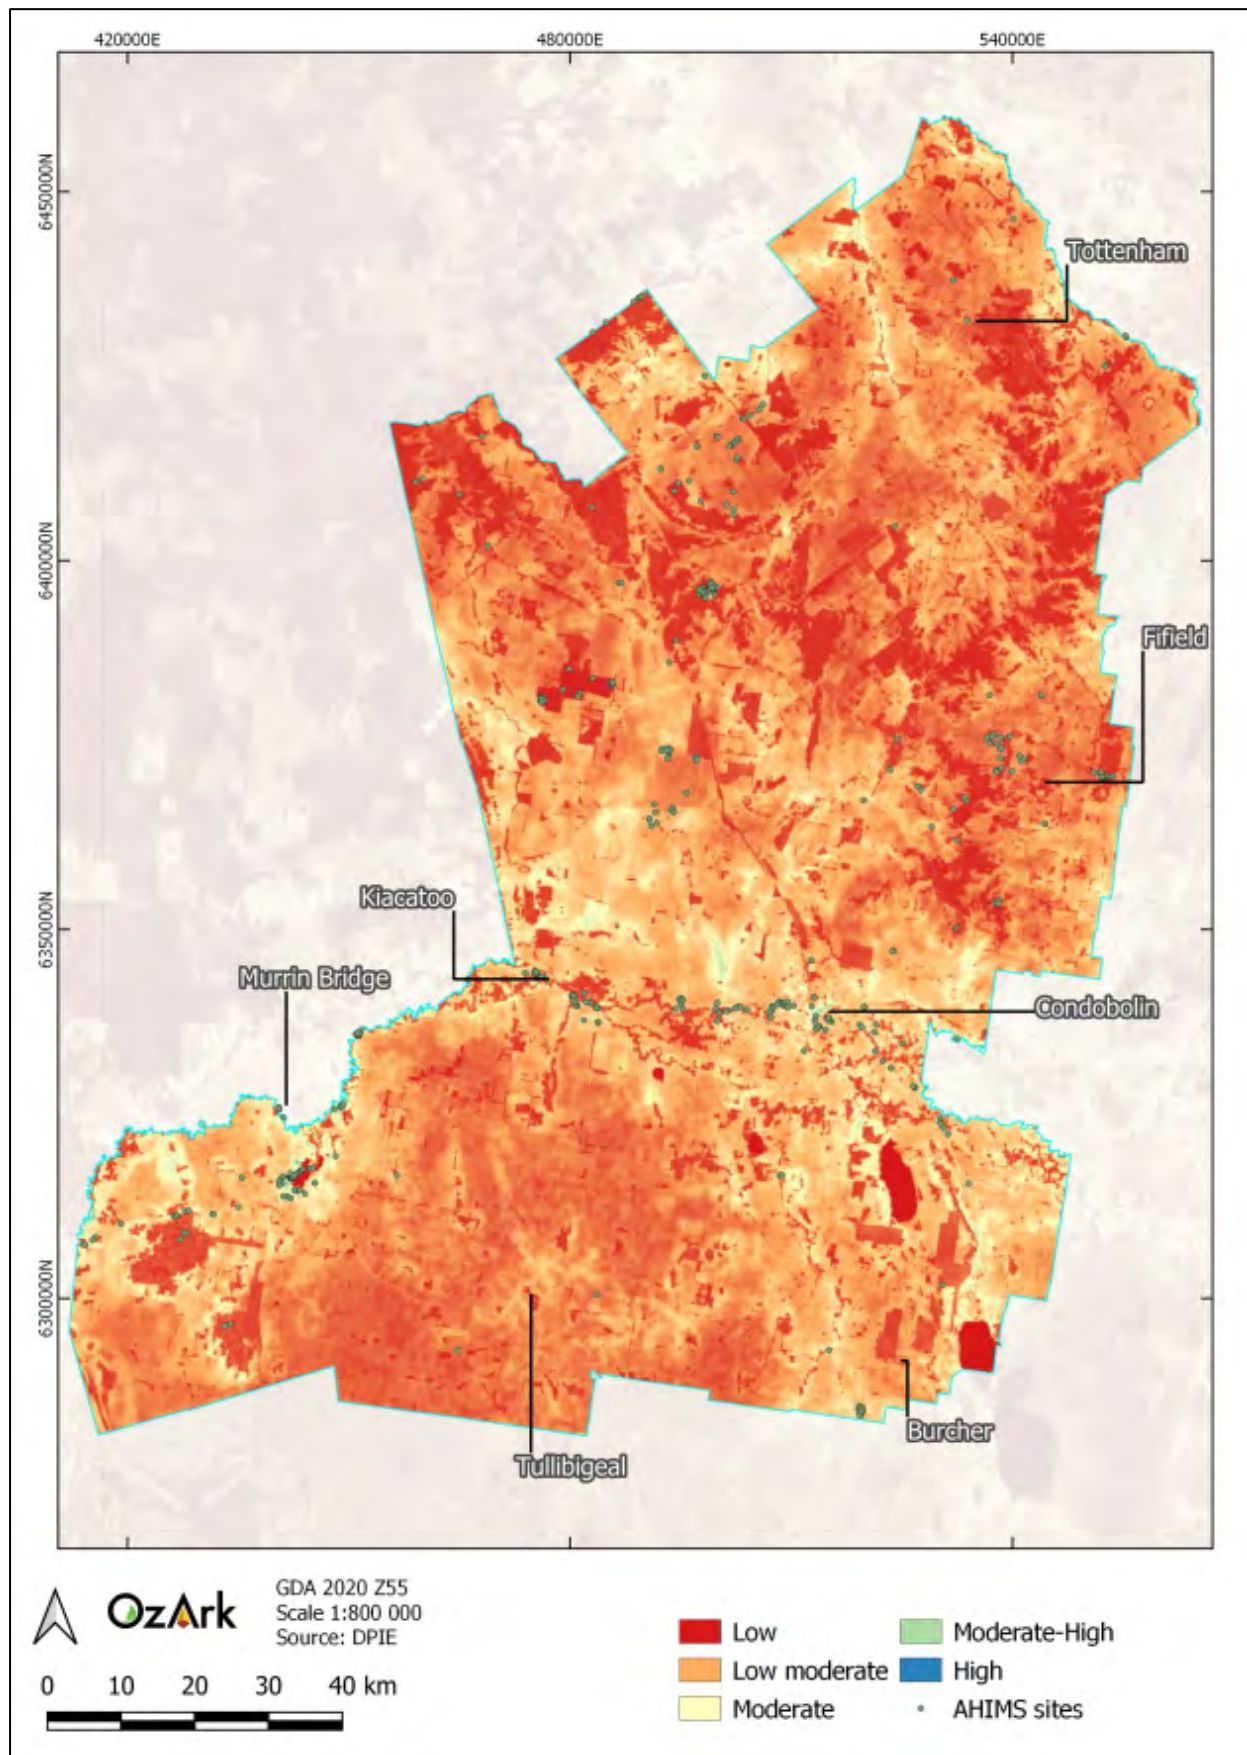 420000E 480000E 540000E
6450000N
Tottenham
6400000N
Fifield
6350000N
Kiacatoo
Murrin Bridge
Condobolin
6300000N
Burcher
Tullibigeal
OzArk
GDA 2020 Z55
Scale 1:800 000
Source: DPIE
0 10 20 30 40 km
Low
Low moderate
Moderate
Moderate-High
High
AHIMS sites